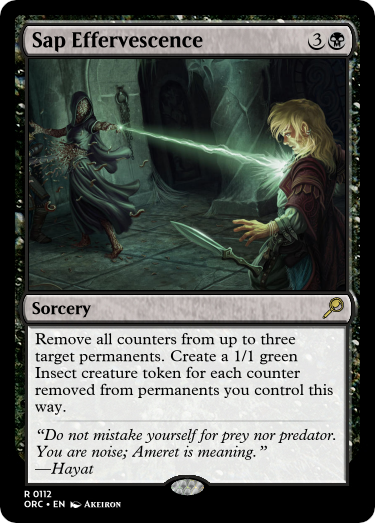 Sap Effervescence 3
Sorcery
Remove all counters from up to three
target permanents. Create a 1/1 green
Insect creature token for each counter
removed from permanents you control this
way.
“Do not mistake yourself for prey nor predator.
You are noise; Ameret is meaning.”
—Hayat
R 0112
ORC • EN Akeiron